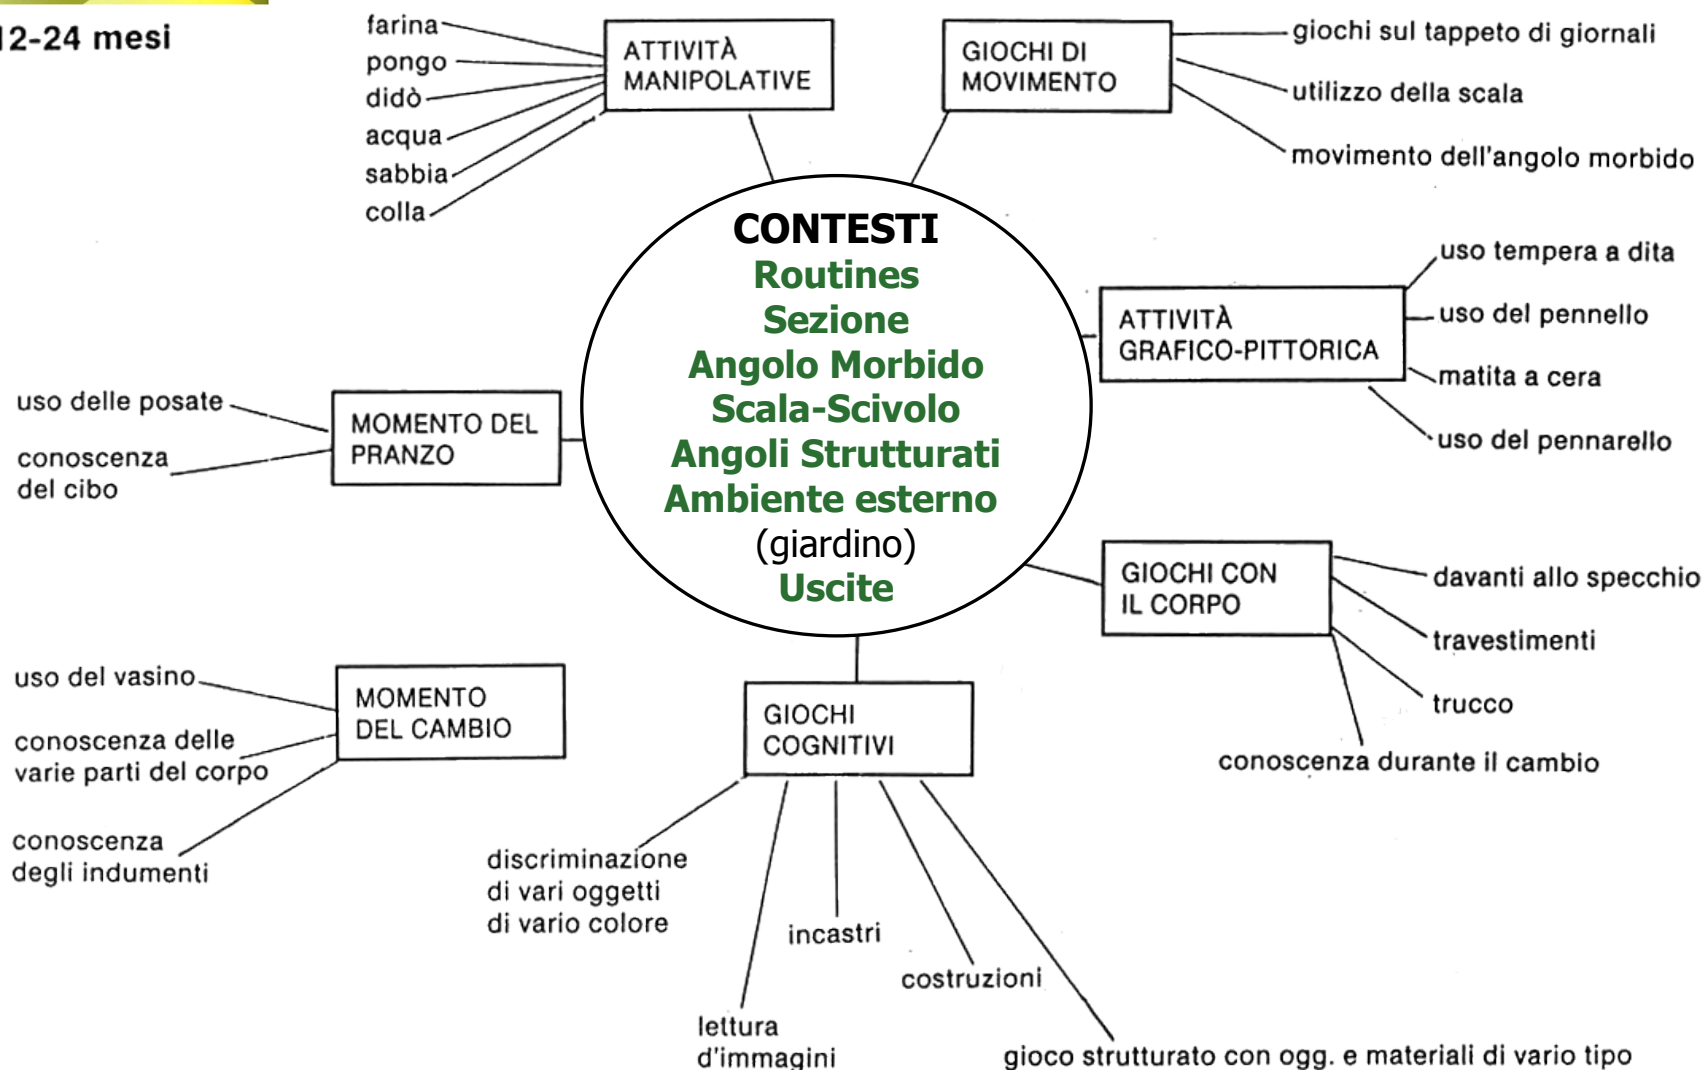 12-24 mesi
farina
pongo
didò
acqua
sabbia
colla
ATTIVITÀ
MANIPOLATIVE
GIOCHI DI
MOVIMENTO
giochi sul tappeto di giornali
utilizzo della scala
movimento dell'angolo morbido
CONTESTI
Routines
Sezione
Angolo Morbido
Scala-Scivolo
Angoli Strutturati
Ambiente esterno
(giardino)
Uscite
ATTIVITÀ
GRAFICO-PITTORICA
uso tempera a dita
uso del pennello
matita a cera
uso del pennarello
uso delle posate
conoscenza
del cibo
MOMENTO DEL
PRANZO
GIOCHI CON
IL CORPO
davanti allo specchio
travestimenti
trucco
conoscenza durante il cambio
uso del vasino
conoscenza delle
varie parti del corpo
conoscenza
degli indumenti
MOMENTO
DEL CAMBIO
GIOCHI
COGNITIVI
discriminazione
di vari oggetti
di vario colore
lettura
d'immagini
incastri
costruzioni
gioco strutturato con ogg. e materiali di vario tipo